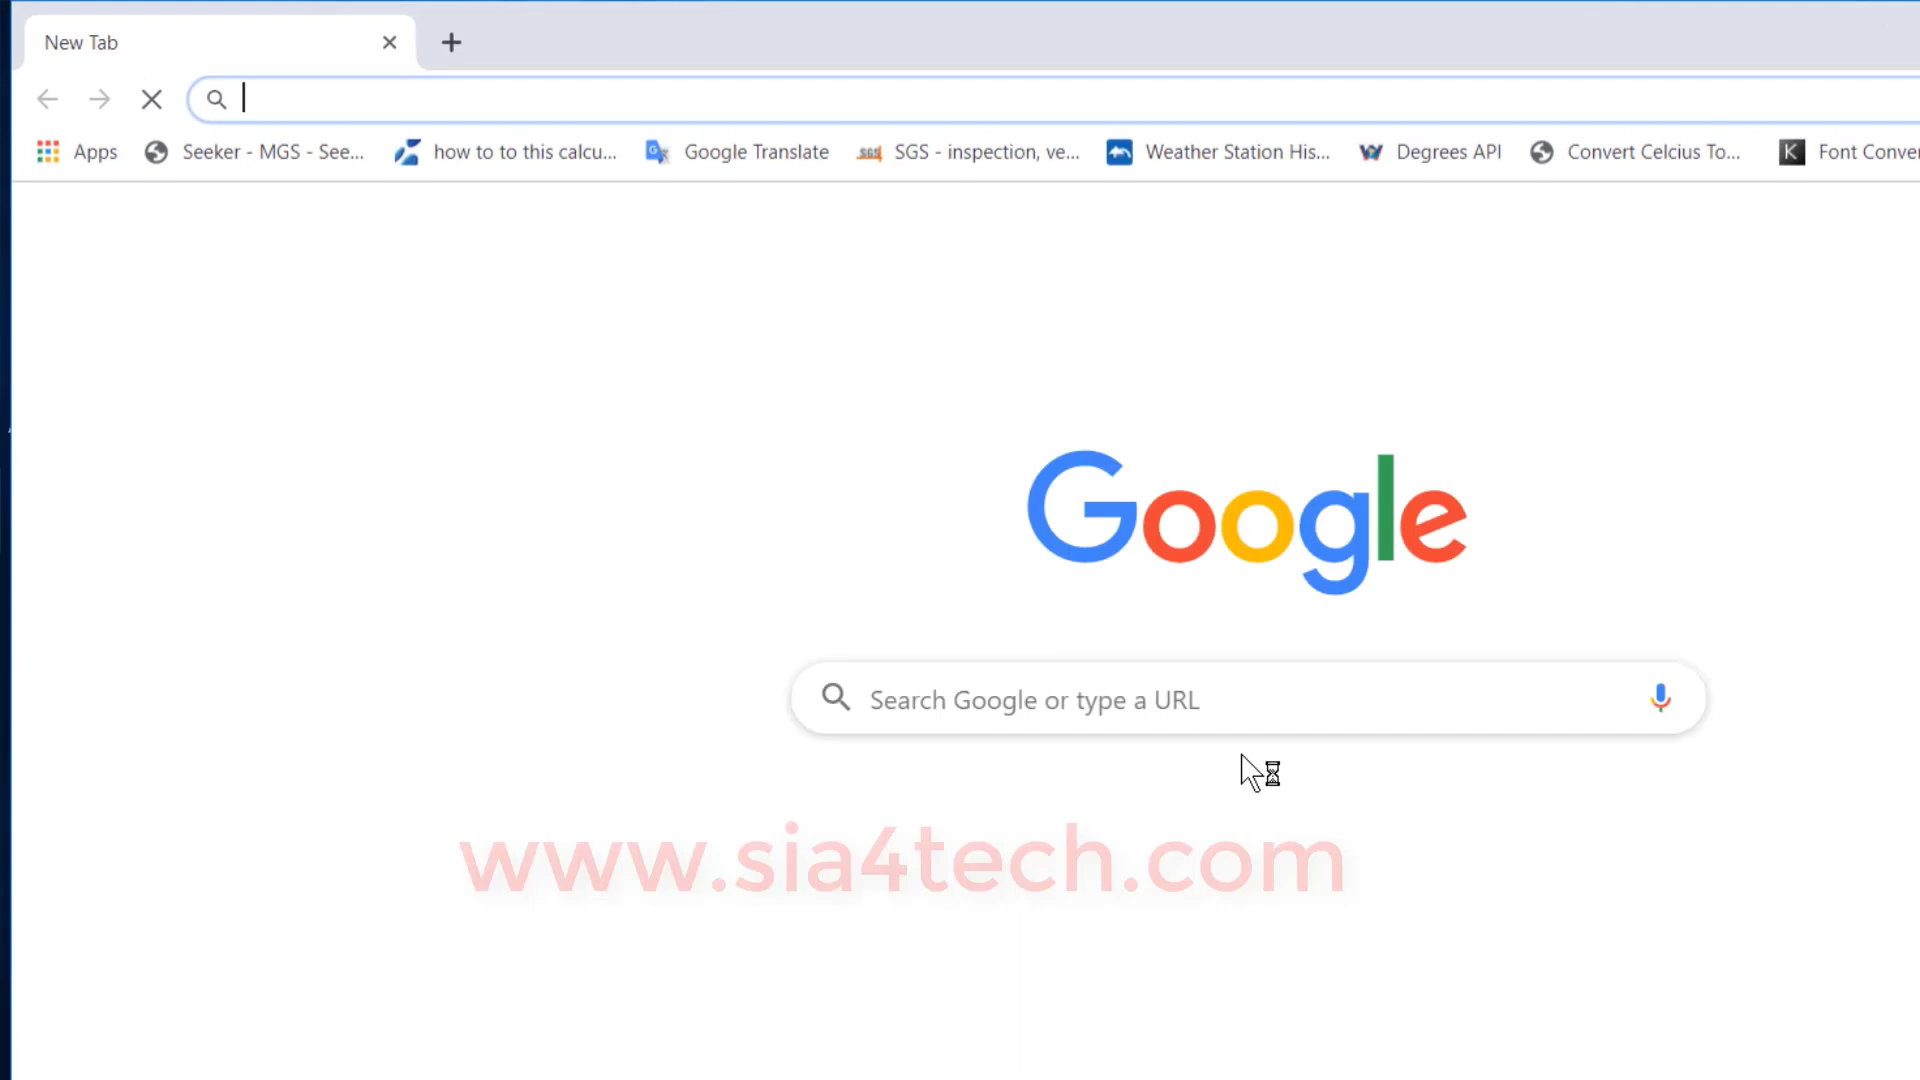 New Tab
Apps Seeker - MGS - See... how to to this calcu... Google Translate SGS - inspection, ve... Weather Station His... Degrees API Convert Celcius To... Font Conver
Google
Search Google or type a URL
www.sia4tech.com